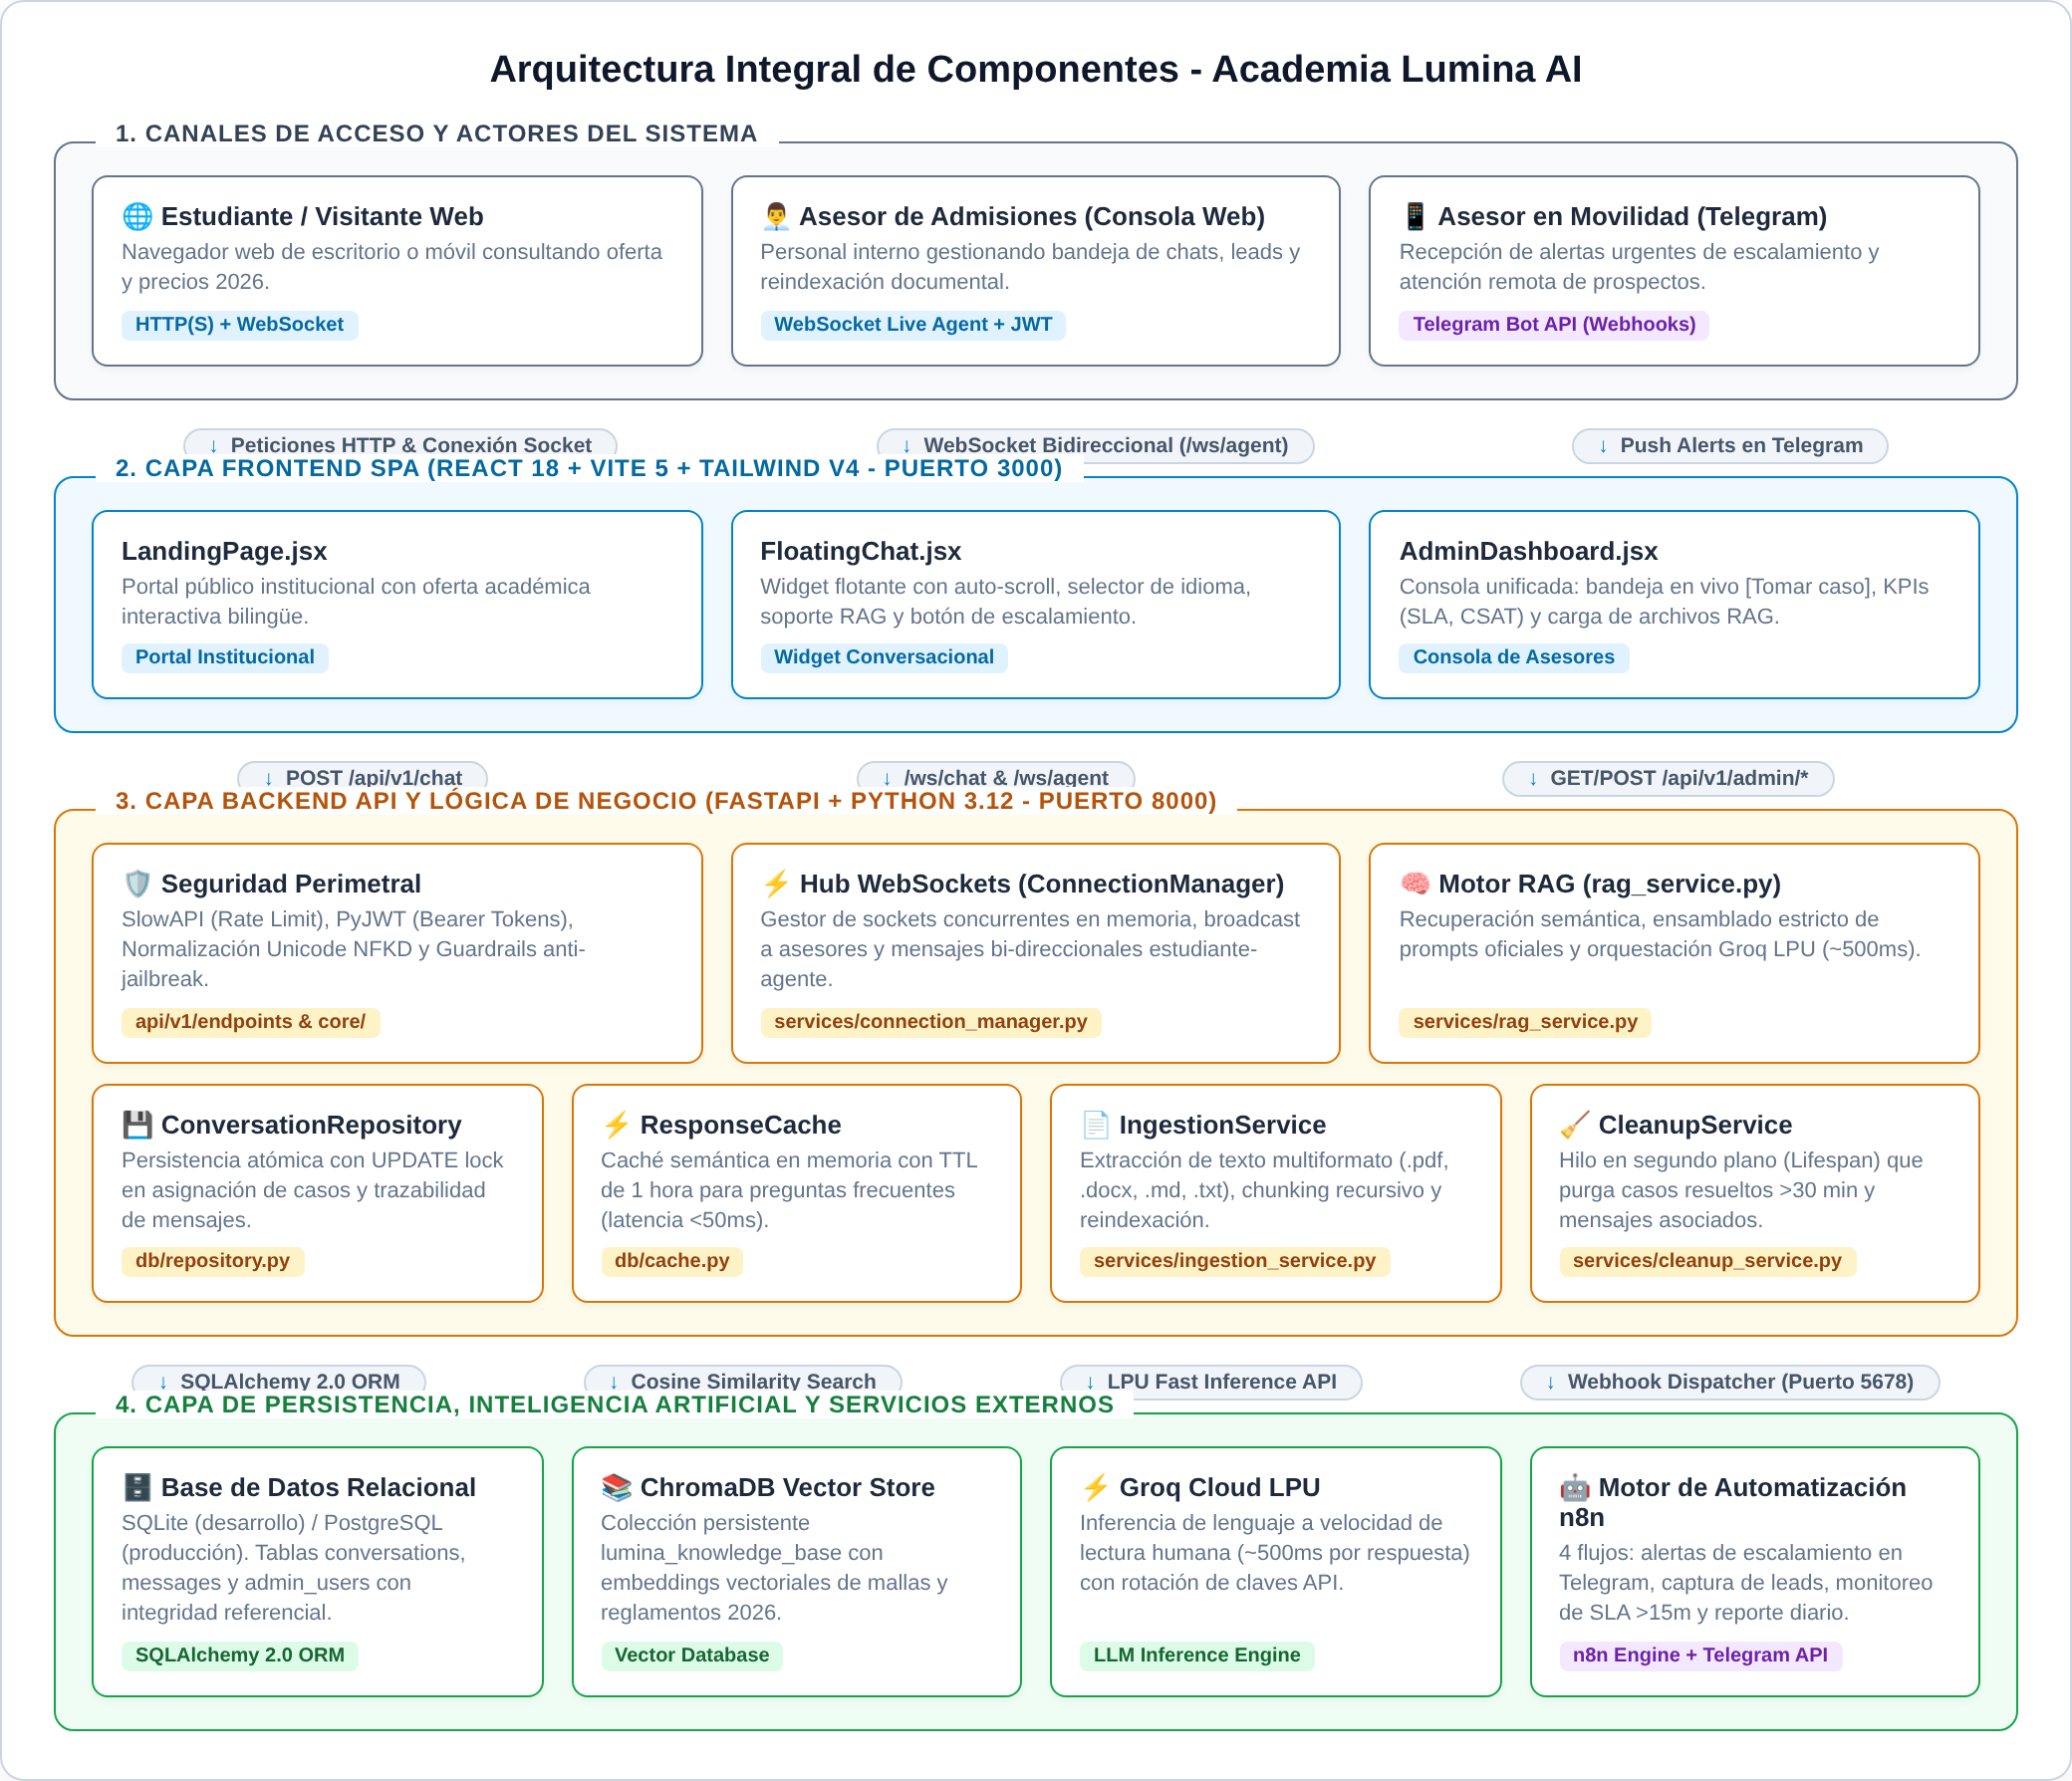 Arquitectura Integral de Componentes - Academia Lumina AI
1. CANALES DE ACCESO Y ACTORES DEL SISTEMA
🌐 Estudiante / Visitante Web
Navegador web de escritorio o móvil consultando oferta
y precios 2026.
HTTP(S) + WebSocket
👨‍💼 Asesor de Admisiones (Consola Web)
Personal interno gestionando bandeja de chats, leads y
reindexación documental.
WebSocket Live Agent + JWT
📱 Asesor en Movilidad (Telegram)
Recepción de alertas urgentes de escalamiento y
atención remota de prospectos.
Telegram Bot API (Webhooks)
↓ Peticiones HTTP & Conexión Socket
↓ WebSocket Bidireccional (/ws/agent)
↓ Push Alerts en Telegram
2. CAPA FRONTEND SPA (REACT 18 + VITE 5 + TAILWIND V4 - PUERTO 3000)
LandingPage.jsx
Portal público institucional con oferta académica
interactiva bilingüe.
Portal Institucional
FloatingChat.jsx
Widget flotante con auto-scroll, selector de idioma,
soporte RAG y botón de escalamiento.
Widget Conversacional
AdminDashboard.jsx
Consola unificada: bandeja en vivo [Tomar caso], KPIs
(SLA, CSAT) y carga de archivos RAG.
Consola de Asesores
↓ POST /api/v1/chat
↓ /ws/chat & /ws/agent
↓ GET/POST /api/v1/admin/*
3. CAPA BACKEND API Y LÓGICA DE NEGOCIO (FASTAPI + PYTHON 3.12 - PUERTO 8000)
🛡️ Seguridad Perimetral
SlowAPI (Rate Limit), PyJWT (Bearer Tokens),
Normalización Unicode NFKD y Guardrails anti-
jailbreak.
api/v1/endpoints & core/
⚡ Hub WebSockets (ConnectionManager)
Gestor de sockets concurrentes en memoria, broadcast
a asesores y mensajes bi-direccionales estudiante-
agente.
services/connection_manager.py
🧠 Motor RAG (rag_service.py)
Recuperación semántica, ensamblado estricto de
prompts oficiales y orquestación Groq LPU (~500ms).
services/rag_service.py
💾 ConversationRepository
Persistencia atómica con UPDATE lock
en asignación de casos y trazabilidad
de mensajes.
db/repository.py
⚡ ResponseCache
Caché semántica en memoria con TTL
de 1 hora para preguntas frecuentes
(latencia <50ms).
db/cache.py
📄 IngestionService
Extracción de texto multiformato (.pdf,
.docx, .md, .txt), chunking recursivo y
reindexación.
services/ingestion_service.py
🧹 CleanupService
Hilo en segundo plano (Lifespan) que
purga casos resueltos >30 min y
mensajes asociados.
services/cleanup_service.py
↓ SQLAlchemy 2.0 ORM
↓ Cosine Similarity Search
↓ LPU Fast Inference API
↓ Webhook Dispatcher (Puerto 5678)
4. CAPA DE PERSISTENCIA, INTELIGENCIA ARTIFICIAL Y SERVICIOS EXTERNOS
🗄️ Base de Datos Relacional
SQLite (desarrollo) / PostgreSQL
(producción). Tablas conversations,
messages y admin_users con
integridad referencial.
SQLAlchemy 2.0 ORM
📚 ChromaDB Vector Store
Colección persistente
lumina_knowledge_base con
embeddings vectoriales de mallas y
reglamentos 2026.
Vector Database
⚡ Groq Cloud LPU
Inferencia de lenguaje a velocidad de
lectura humana (~500ms por respuesta)
con rotación de claves API.
LLM Inference Engine
🤖 Motor de Automatización
n8n
4 flujos: alertas de escalamiento en
Telegram, captura de leads, monitoreo
de SLA >15m y reporte diario.
n8n Engine + Telegram API